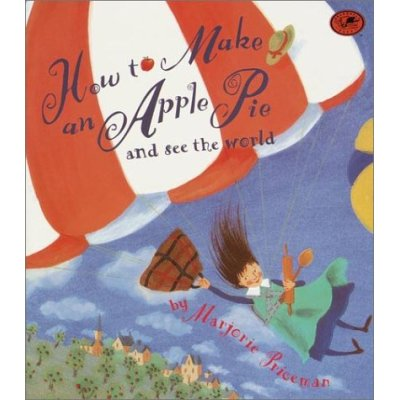 How to Make
an Apple Pie
and see the world
by Marjorie Priceman